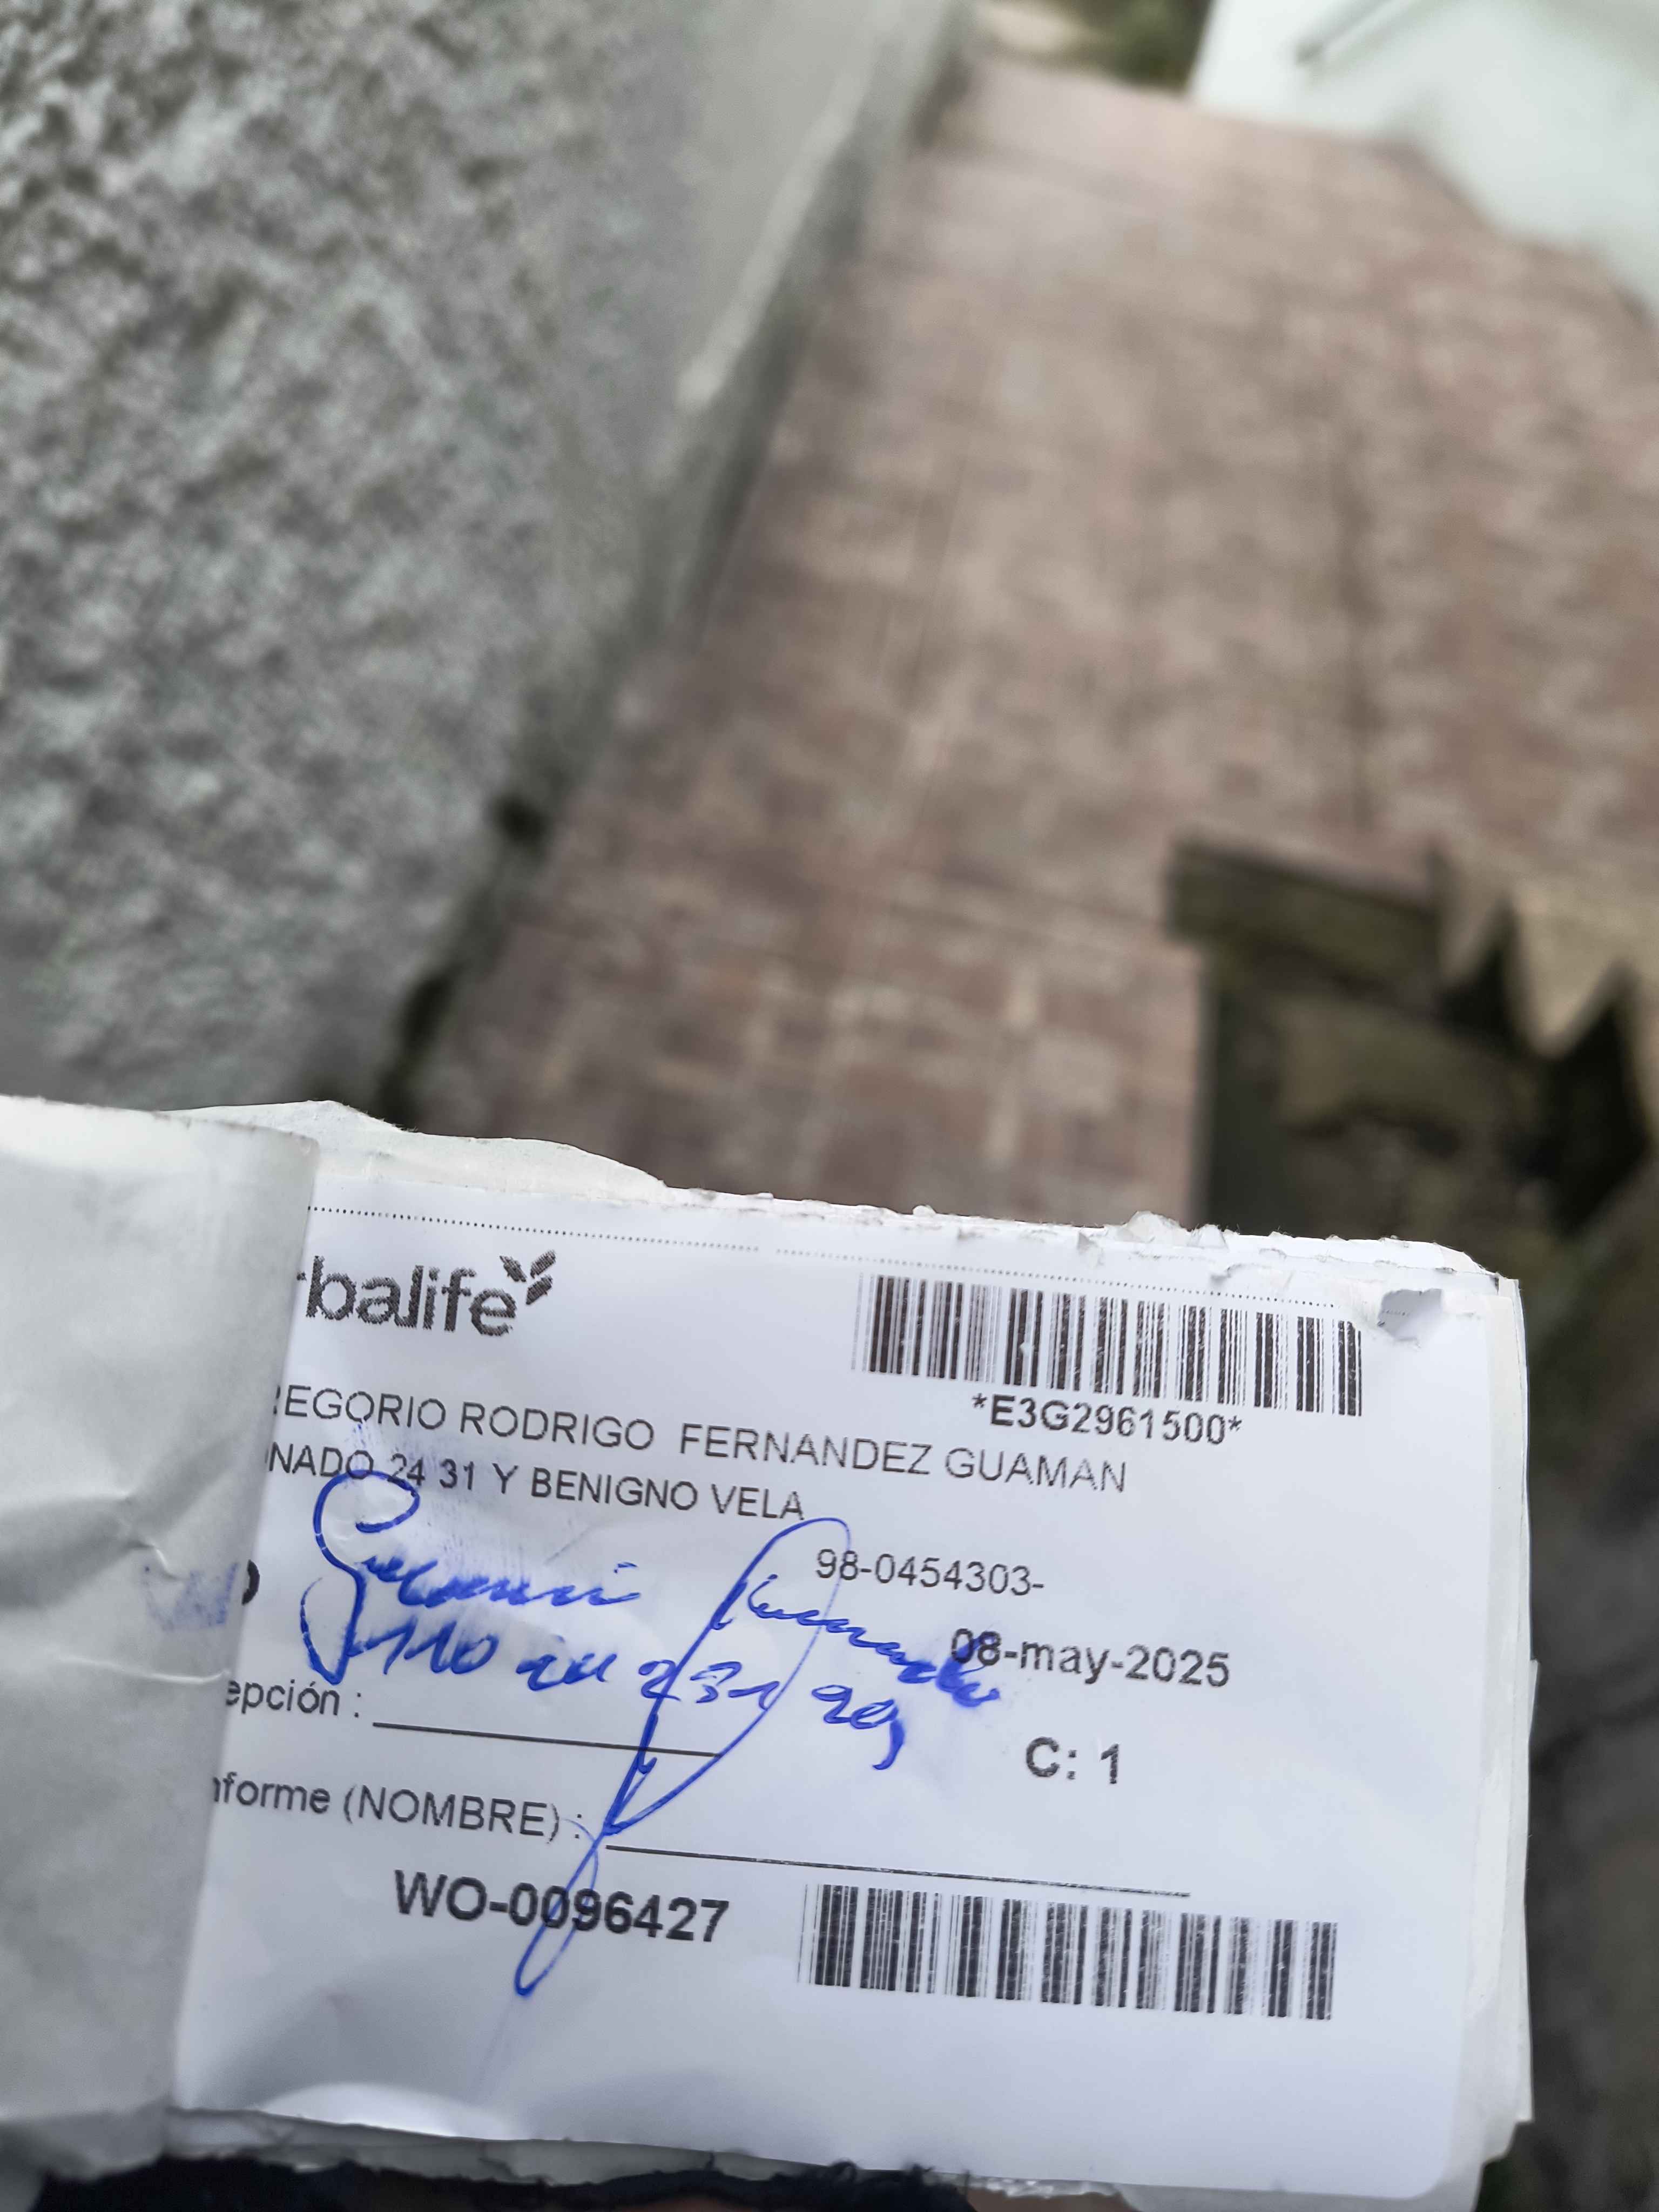 rbalife
*E3G2961500*
REGORIO RODRIGO FERNANDEZ GUAMAN
NADO 24 31 Y BENIGNO VELA
98-0454303-
08-may-2025
epción :
C: 1
nforme (NOMBRE) :
WO-0096427